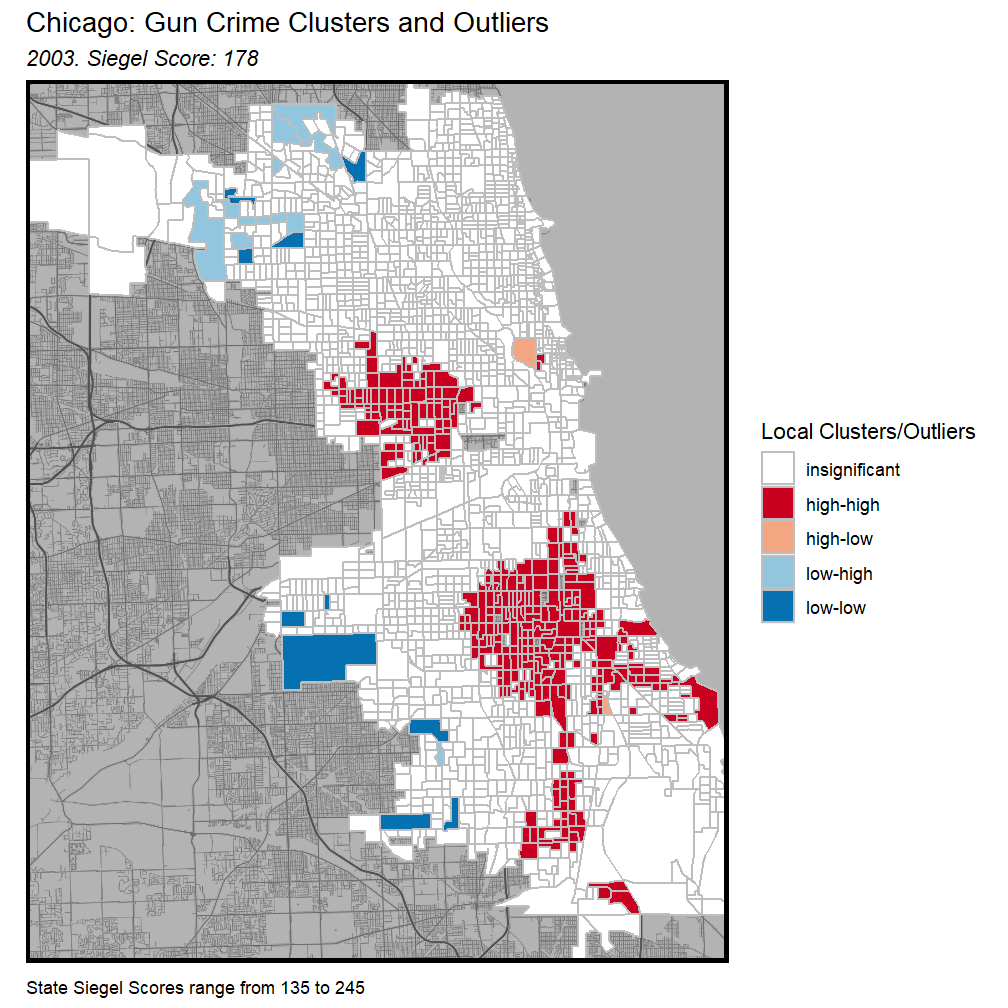 Chicago: Gun Crime Clusters and Outliers
2003. Siegel Score: 178
Local Clusters/Outliers
insignificant
high-high
high-low
low-high
low-low
State Siegel Scores range from 135 to 245